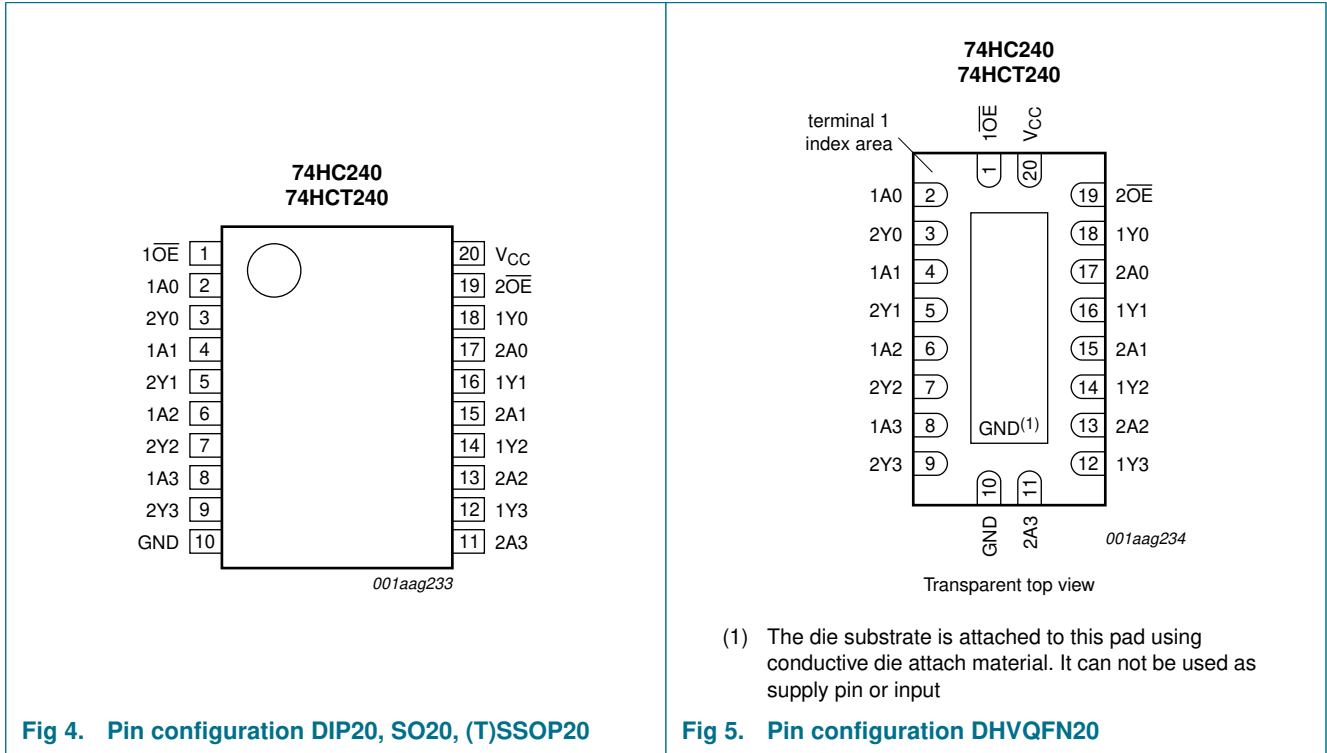 74HC240
74HCT240
1OE 1
1A0 2
2Y0 3
1A1 4
2Y1 5
1A2 6
2Y2 7
1A3 8
2Y3 9
GND 10
20 VCC
19 2OE
18 1Y0
17 2A0
16 1Y1
15 2A1
14 1Y2
13 2A2
12 1Y3
11 2A3
001aag233
Fig 4. Pin configuration DIP20, SO20, (T)SSOP20
74HC240
74HCT240
terminal 1
index area
1OE
VCC
1
20
1A0 2
2Y0 3
1A1 4
2Y1 5
1A2 6
2Y2 7
1A3 8
2Y3 9
19 2OE
18 1Y0
17 2A0
16 1Y1
15 2A1
14 1Y2
13 2A2
12 1Y3
GND(1)
10
11
GND
2A3
001aag234
Transparent top view
(1) The die substrate is attached to this pad using
conductive die attach material. It can not be used as
supply pin or input
Fig 5. Pin configuration DHVQFN20